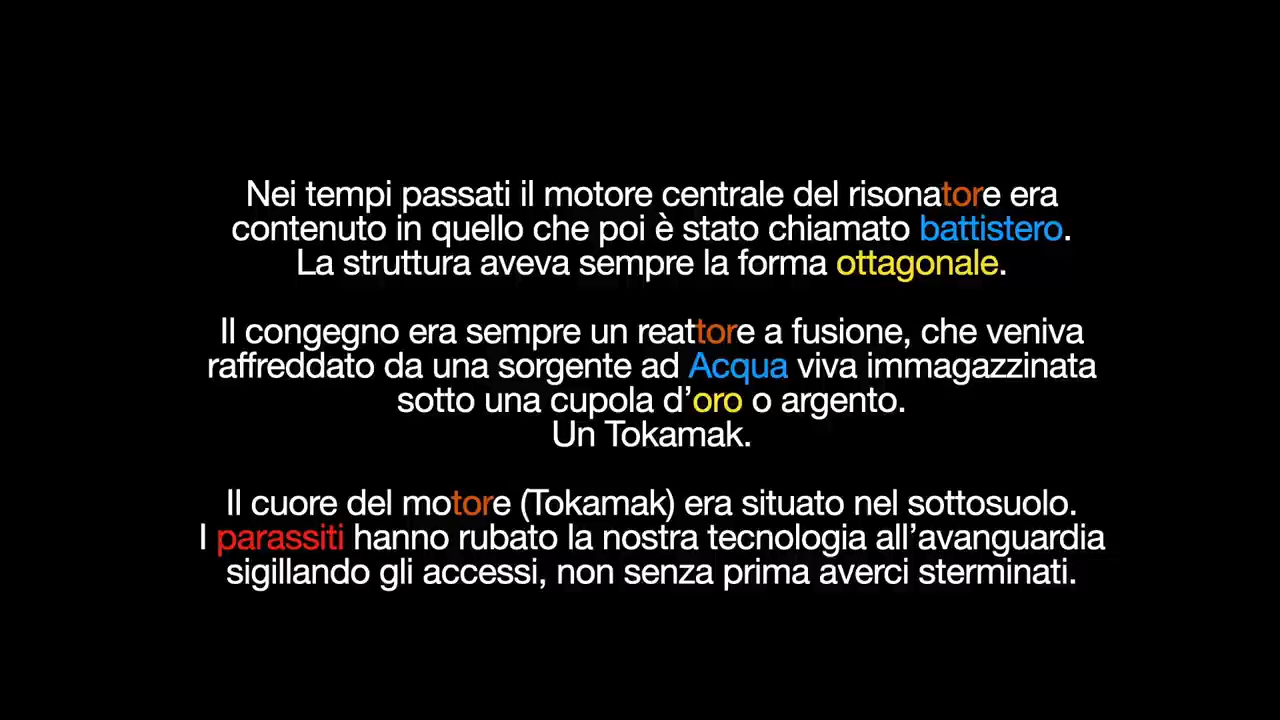 Nei tempi passati il motore centrale del risonatore era
contenuto in quello che poi è stato chiamato battistero.
La struttura aveva sempre la forma ottagonale.
Il congegno era sempre un reattore a fusione, che veniva
raffreddato da una sorgente ad Acqua viva immagazzinata
sotto una cupola d’oro o argento.
Un Tokamak.
Il cuore del motore (Tokamak) era situato nel sottosuolo.
I parassiti hanno rubato la nostra tecnologia all’avanguardia
sigillando gli accessi, non senza prima averci sterminati.